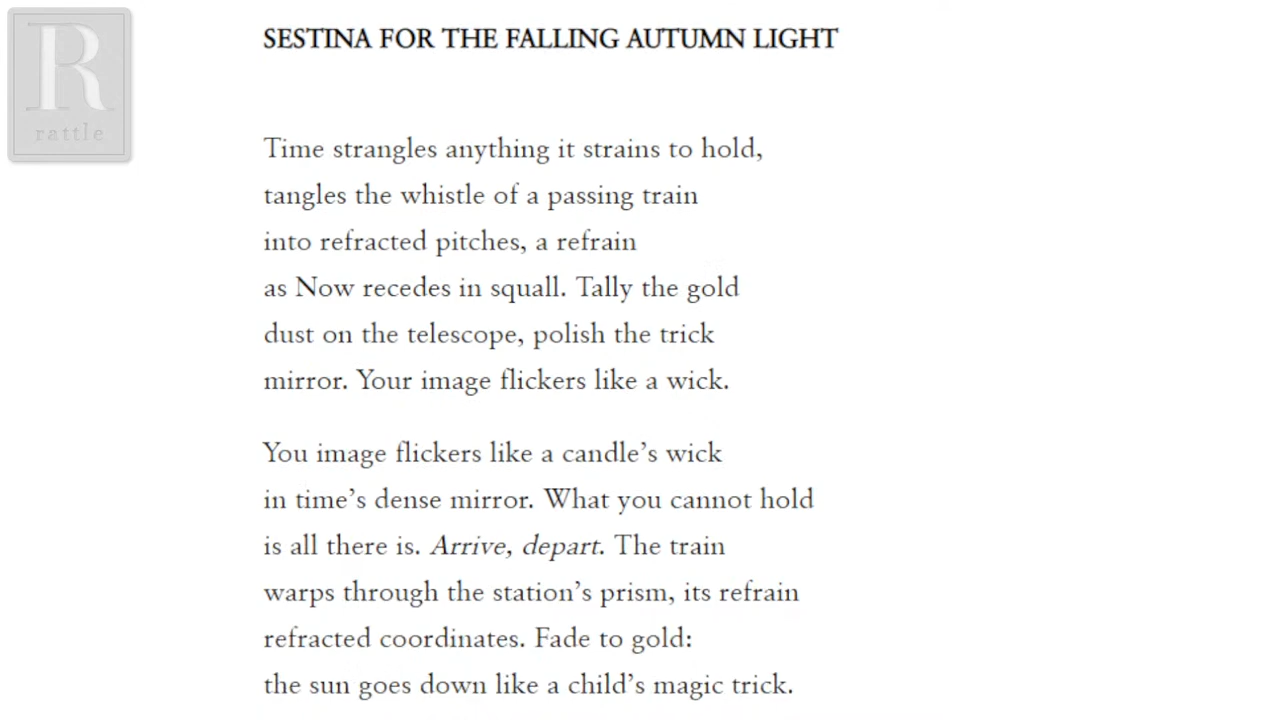 R
rattle
SESTINA FOR THE FALLING AUTUMN LIGHT
Time strangles anything it strains to hold,
tangles the whistle of a passing train
into refracted pitches, a refrain
as Now recedes in squall. Tally the gold
dust on the telescope, polish the trick
mirror. Your image flickers like a wick.
You image flickers like a candle’s wick
in time’s dense mirror. What you cannot hold
is all there is. Arrive, depart. The train
warps through the station’s prism, its refrain
refracted coordinates. Fade to gold:
the sun goes down like a child’s magic trick.